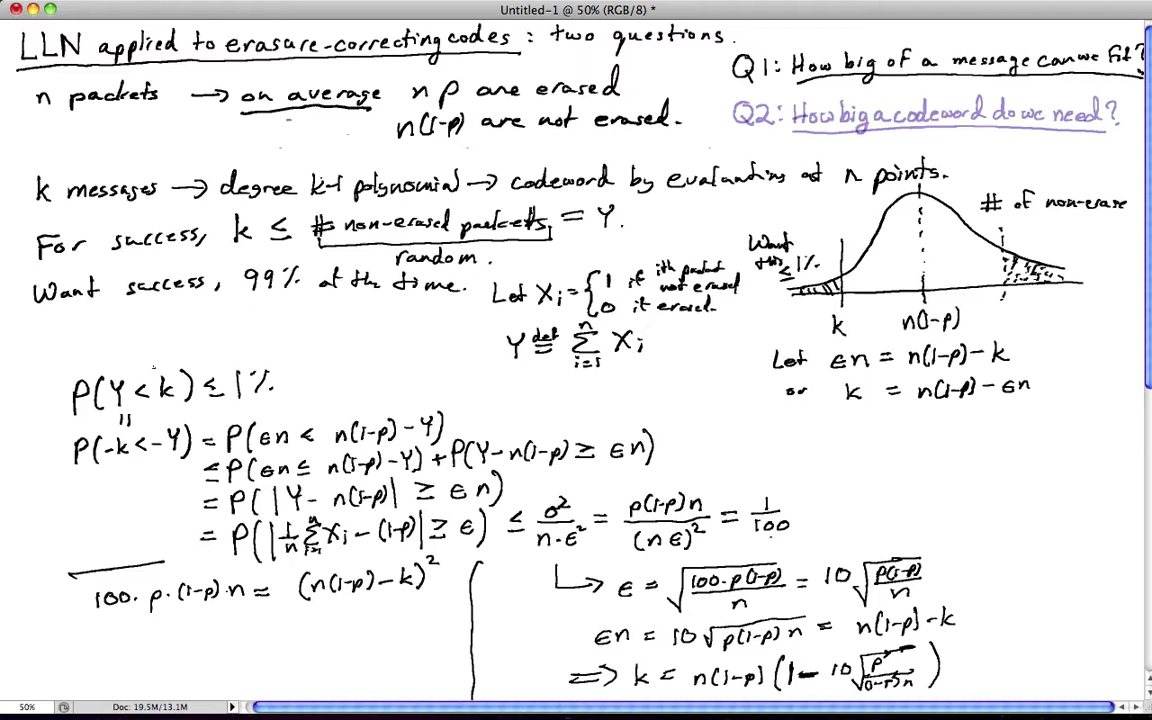 Untitled-1 @ 50% (RGB/8) *
LLN applied to erasure-correcting codes: two questions.
Q1: How big of a message can we fit?
n packets → on average n p are erased
n(1-p) are not erased.
Q2: How big a codeword do we need?
k messages → degree k-1 polynomial → codeword by evaluating at n points.
For success, k ≤ # non-erased packets = Y.
random.
# of non-erase
Want this ≤ 1%
k n(1-p)
Want success, 99% of the time.
Let Xi = { 1 if ith packet not erased
0 if erased.
Y def= Σ_{i=1}^{n} Xi
Let ϵn = n(1-p) - k
or k = n(1-p) - ϵn
P(Y < k) ≤ 1%
||
P(-k < -Y) = P(ϵn < n(1-p) - Y)
≤ P(ϵn ≤ n(1-p) - Y) + P(Y - n(1-p) ≥ ϵn)
= P(|Y - n(1-p)| ≥ ϵn)
= P(|1/n Σ_{i=1}^{n} Xi - (1-p)| ≥ ϵ) ≤ σ²/(n·ϵ²) = p(1-p)n/(nϵ)² = 1/100
100·p·(1-p)·n = (n(1-p) - k)²
↳ ϵ = √(100·p(1-p)/n) = 10 √(p(1-p)/n)
ϵn = 10 √(p(1-p)n) = n(1-p) - k
⇒ k = n(1-p) (1 - 10 √(p/((1-p)n)))
50% Doc: 19.5M/13.1M